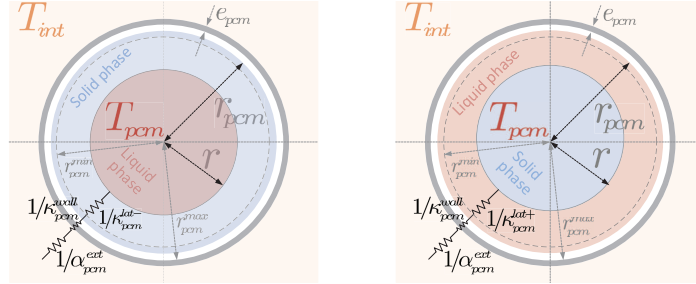 T_int
e_pcm
Solid phase
T_pcm
r_pcm
r
Liquid
phase
r_pcm^min
r_pcm^max
1/κ_pcm^wall
1/κ_pcm^lat-
1/α_pcm^ext
T_int
e_pcm
Liquid phase
T_pcm
r_pcm
r
Solid
phase
r_pcm^min
r_pcm^max
1/κ_pcm^wall
1/κ_pcm^lat+
1/α_pcm^ext